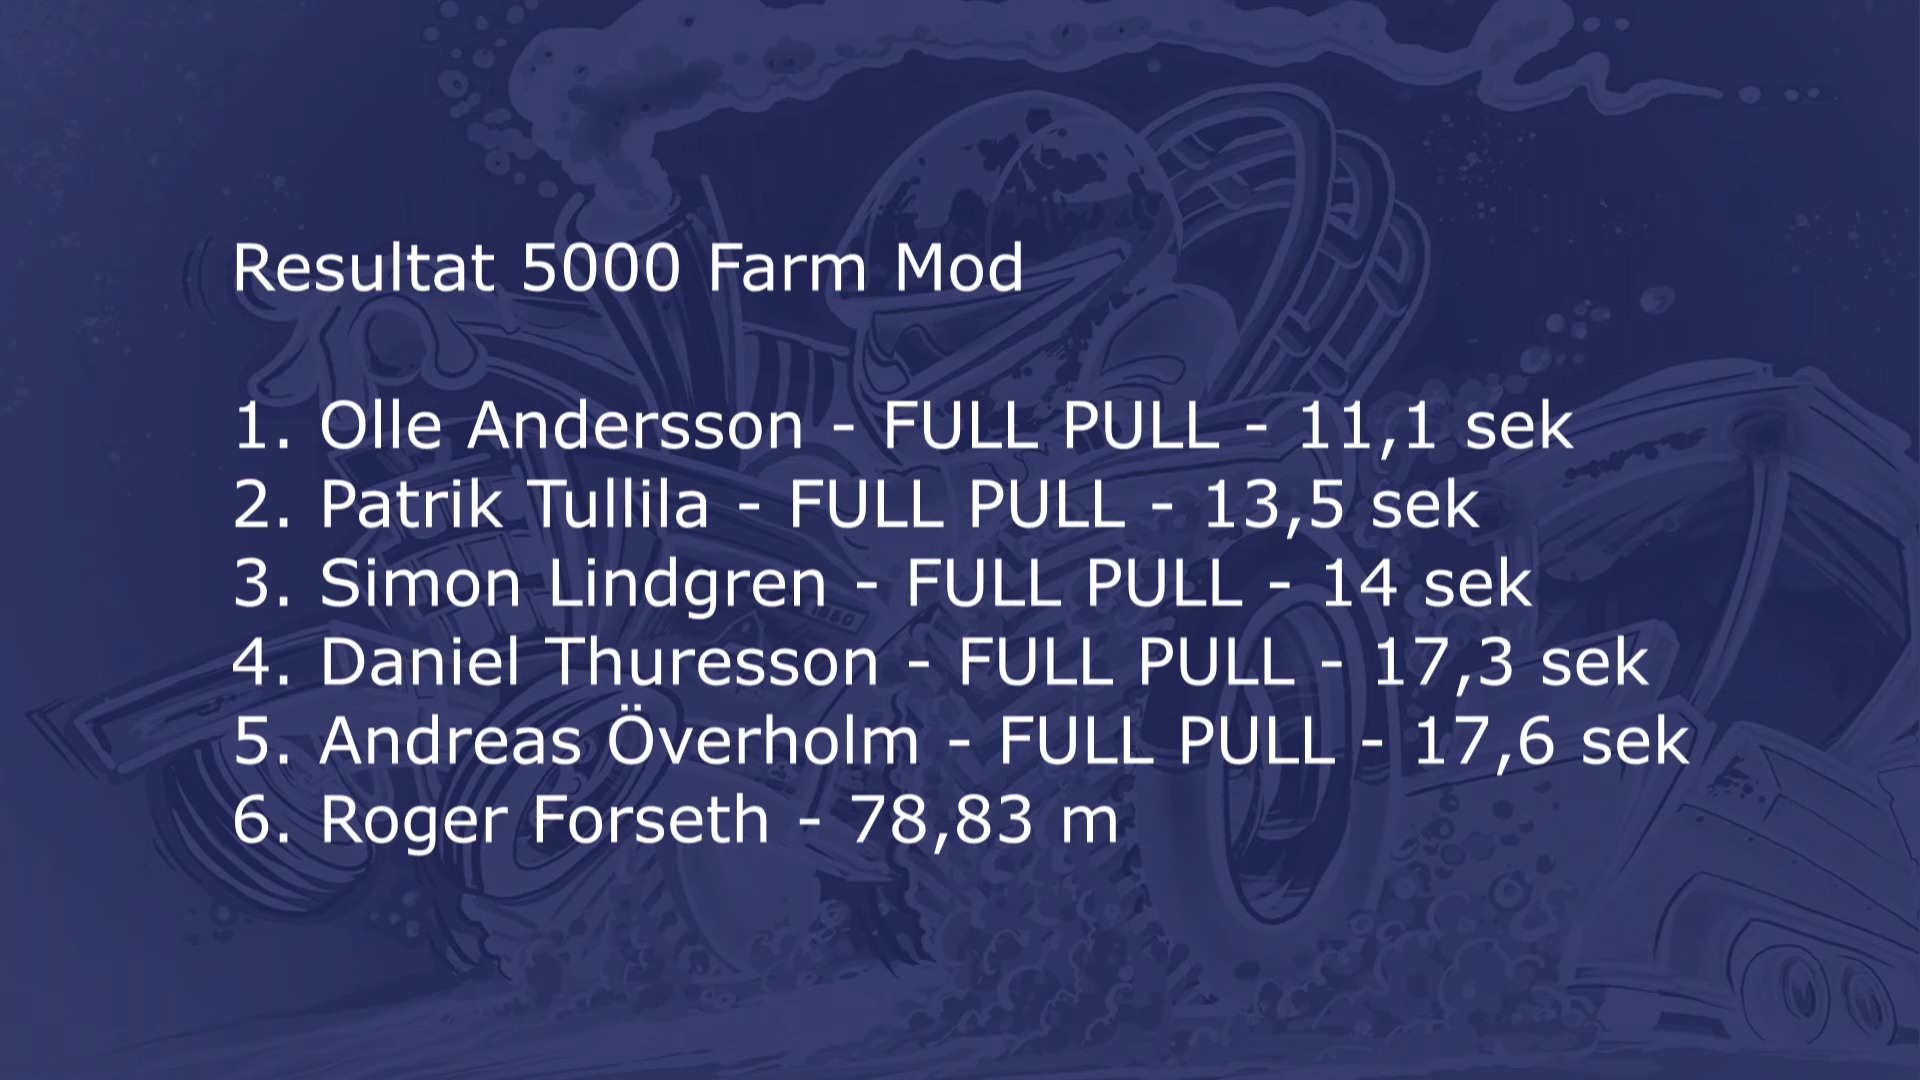 Resultat 5000 Farm Mod
1. Olle Andersson - FULL PULL - 11,1 sek
2. Patrik Tullila - FULL PULL - 13,5 sek
3. Simon Lindgren - FULL PULL - 14 sek
4. Daniel Thuresson - FULL PULL - 17,3 sek
5. Andreas Överholm - FULL PULL - 17,6 sek
6. Roger Forseth - 78,83 m